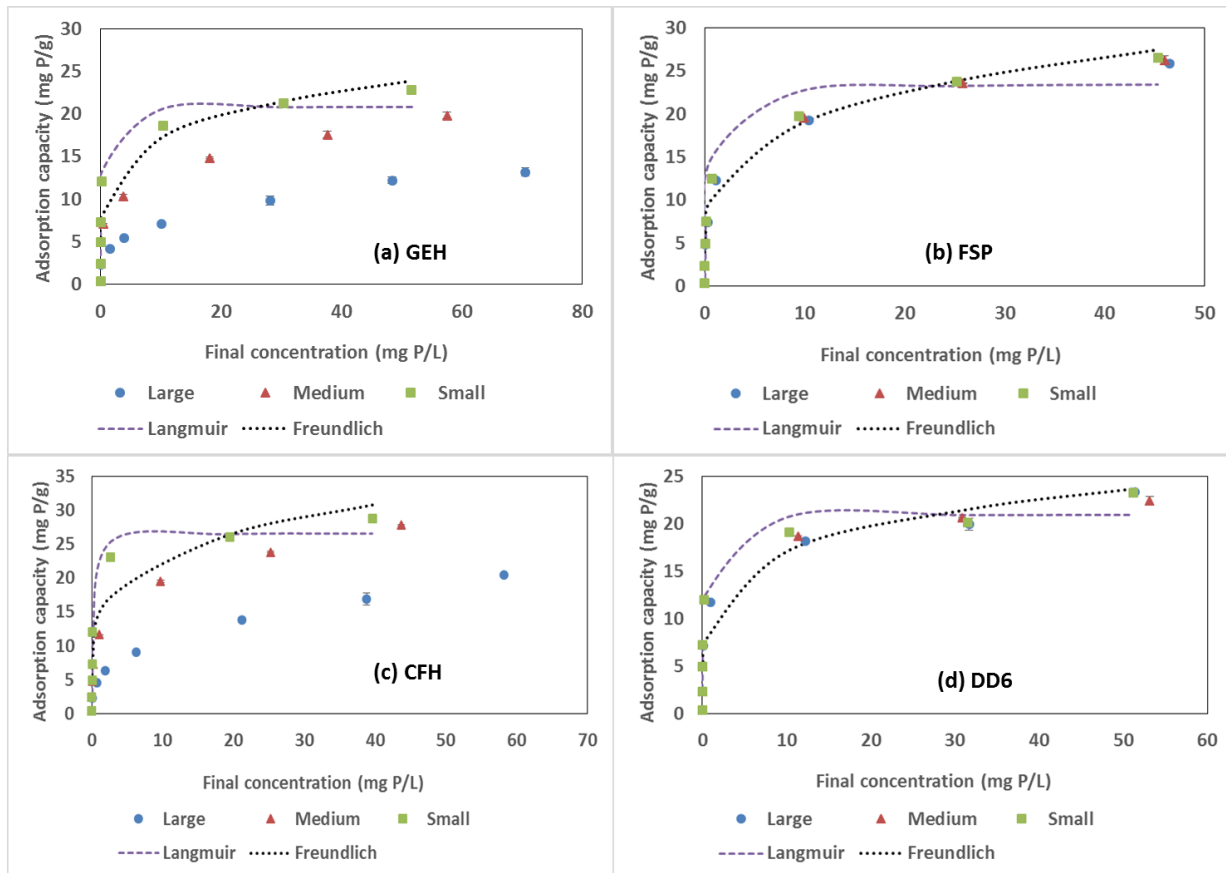 Adsorption capacity (mg P/g)
30
25
20
15
10
5
0
(a) GEH
0 20 40 60 80
Final concentration (mg P/L)
Large Medium Small
Langmuir Freundlich
Adsorption capacity (mg P/g)
30
25
20
15
10
5
0
(b) FSP
0 10 20 30 40 50
Final concentration (mg P/L)
Large Medium Small
Langmuir Freundlich
Adsorption capacity (mg P/g)
35
30
25
20
15
10
5
0
(c) CFH
0 10 20 30 40 50 60 70
Final concentration (mg P/L)
Large Medium Small
Langmuir Freundlich
Adsorption capacity (mg P/g)
25
20
15
10
5
0
(d) DD6
0 10 20 30 40 50 60
Final concentration (mg P/L)
Large Medium Small
Langmuir Freundlich